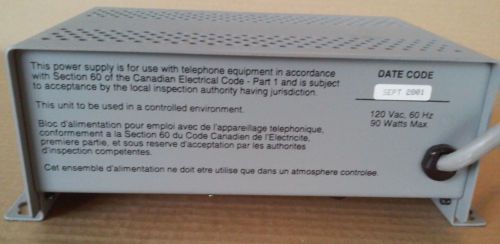 This power supply is for use with telephone equipment in accordance
with Section 60 of the Canadian Electrical Code - Part 1 and is subject
to acceptance by the local inspection authority having jurisdiction.
This unit to be used in a controlled environment.
Bloc d'alimentation pour emploi avec de l'appareillage telephonique,
conformement a la Section 60 du Code Canadien de l'Electricite,
premiere partie, et sous reserve d'acceptation par les autorites
d'inspection competentes.
Cet ensemble d'alimentation ne doit etre utilise que dans un atmosphere controlee.
DATE CODE
SEPT 2001
120 Vac, 60 Hz
90 Watts Max